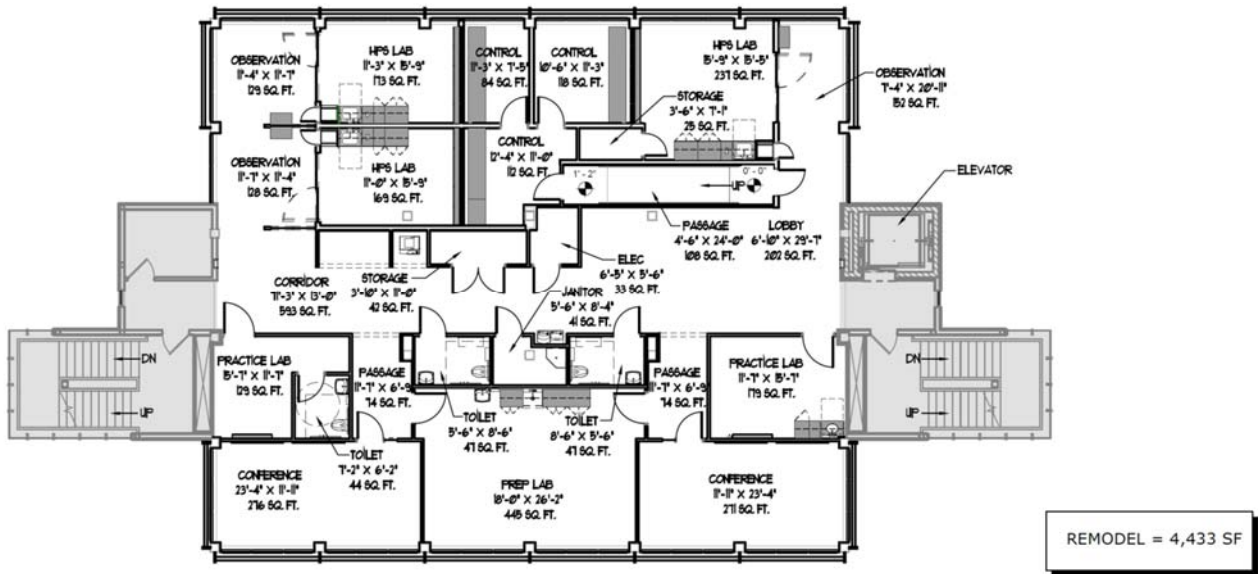 OBSERVATION
11'-4" X 11'-7"
129 SQ. FT.
HPS LAB
11'-3" X 15'-9"
173 SQ. FT.
CONTROL
11'-3" X 7'-5"
84 SQ. FT.
CONTROL
10'-6" X 11'-3"
118 SQ. FT.
HPS LAB
15'-9" X 15'-5"
237 SQ. FT.
OBSERVATION
7'-4" X 20'-11"
152 SQ. FT.
STORAGE
3'-6" X 7'-1"
25 SQ. FT.
CONTROL
12'-4" X 11'-0"
112 SQ. FT.
OBSERVATION
11'-7" X 11'-4"
128 SQ. FT.
HPS LAB
11'-0" X 15'-9"
169 SQ. FT.
1' - 2"
UP
0' - 0"
ELEVATOR
PASSAGE
4'-6" X 24'-0"
108 SQ. FT.
LOBBY
6'-10" X 29'-7"
202 SQ. FT.
CORRIDOR
71'-3" X 13'-0"
593 SQ. FT.
STORAGE
3'-10" X 11'-0"
42 SQ. FT.
ELEC
6'-5" X 5'-6"
33 SQ. FT.
JANITOR
5'-6" X 8'-4"
41 SQ. FT.
DN
UP
PRACTICE LAB
15'-7" X 11'-7"
129 SQ. FT.
PASSAGE
11'-7" X 6'-9"
74 SQ. FT.
PASSAGE
11'-7" X 6'-9"
74 SQ. FT.
PRACTICE LAB
11'-7" X 15'-7"
179 SQ. FT.
DN
UP
TOILET
5'-6" X 8'-6"
47 SQ. FT.
TOILET
8'-6" X 5'-6"
47 SQ. FT.
TOILET
7'-2" X 6'-2"
44 SQ. FT.
CONFERENCE
23'-4" X 11'-11"
276 SQ. FT.
PREP LAB
18'-0" X 26'-2"
445 SQ. FT.
CONFERENCE
11'-11" X 23'-4"
271 SQ. FT.
REMODEL = 4,433 SF